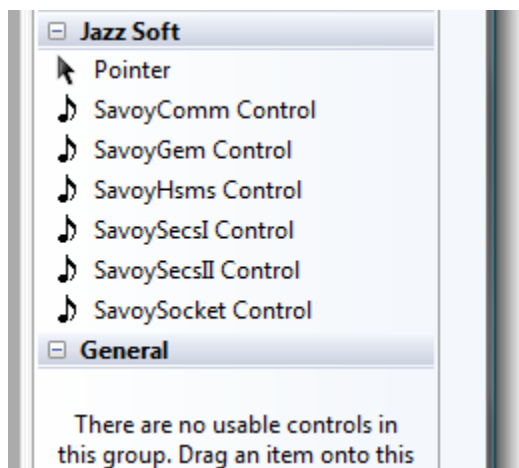 Jazz Soft
Pointer
SavoyComm Control
SavoyGem Control
SavoyHsms Control
SavoySecsI Control
SavoySecsII Control
SavoySocket Control
General
There are no usable controls in
this group. Drag an item onto this